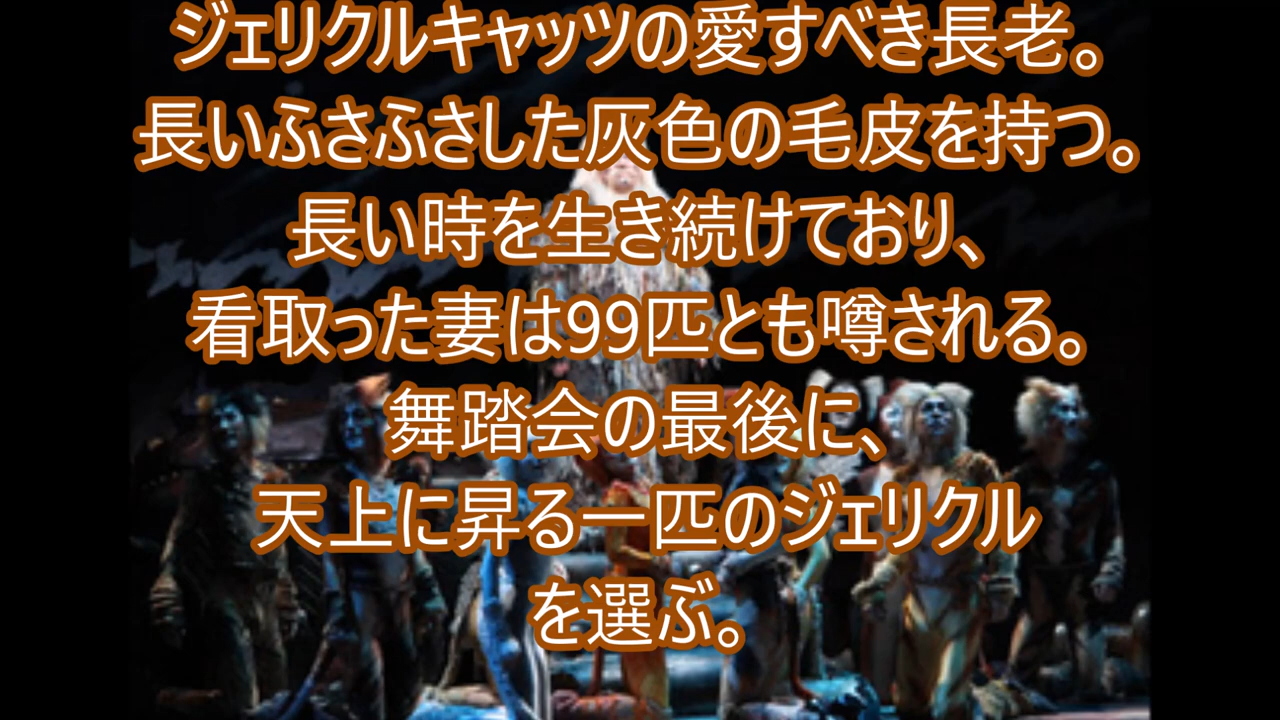 ジェリクルキャッツの愛すべき長老。
長いふさふさした灰色の毛皮を持つ。
長い時を生き続けており、
看取った妻は99匹とも噂される。
舞踏会の最後に、
天上に昇る一匹のジェリクル
を選ぶ。